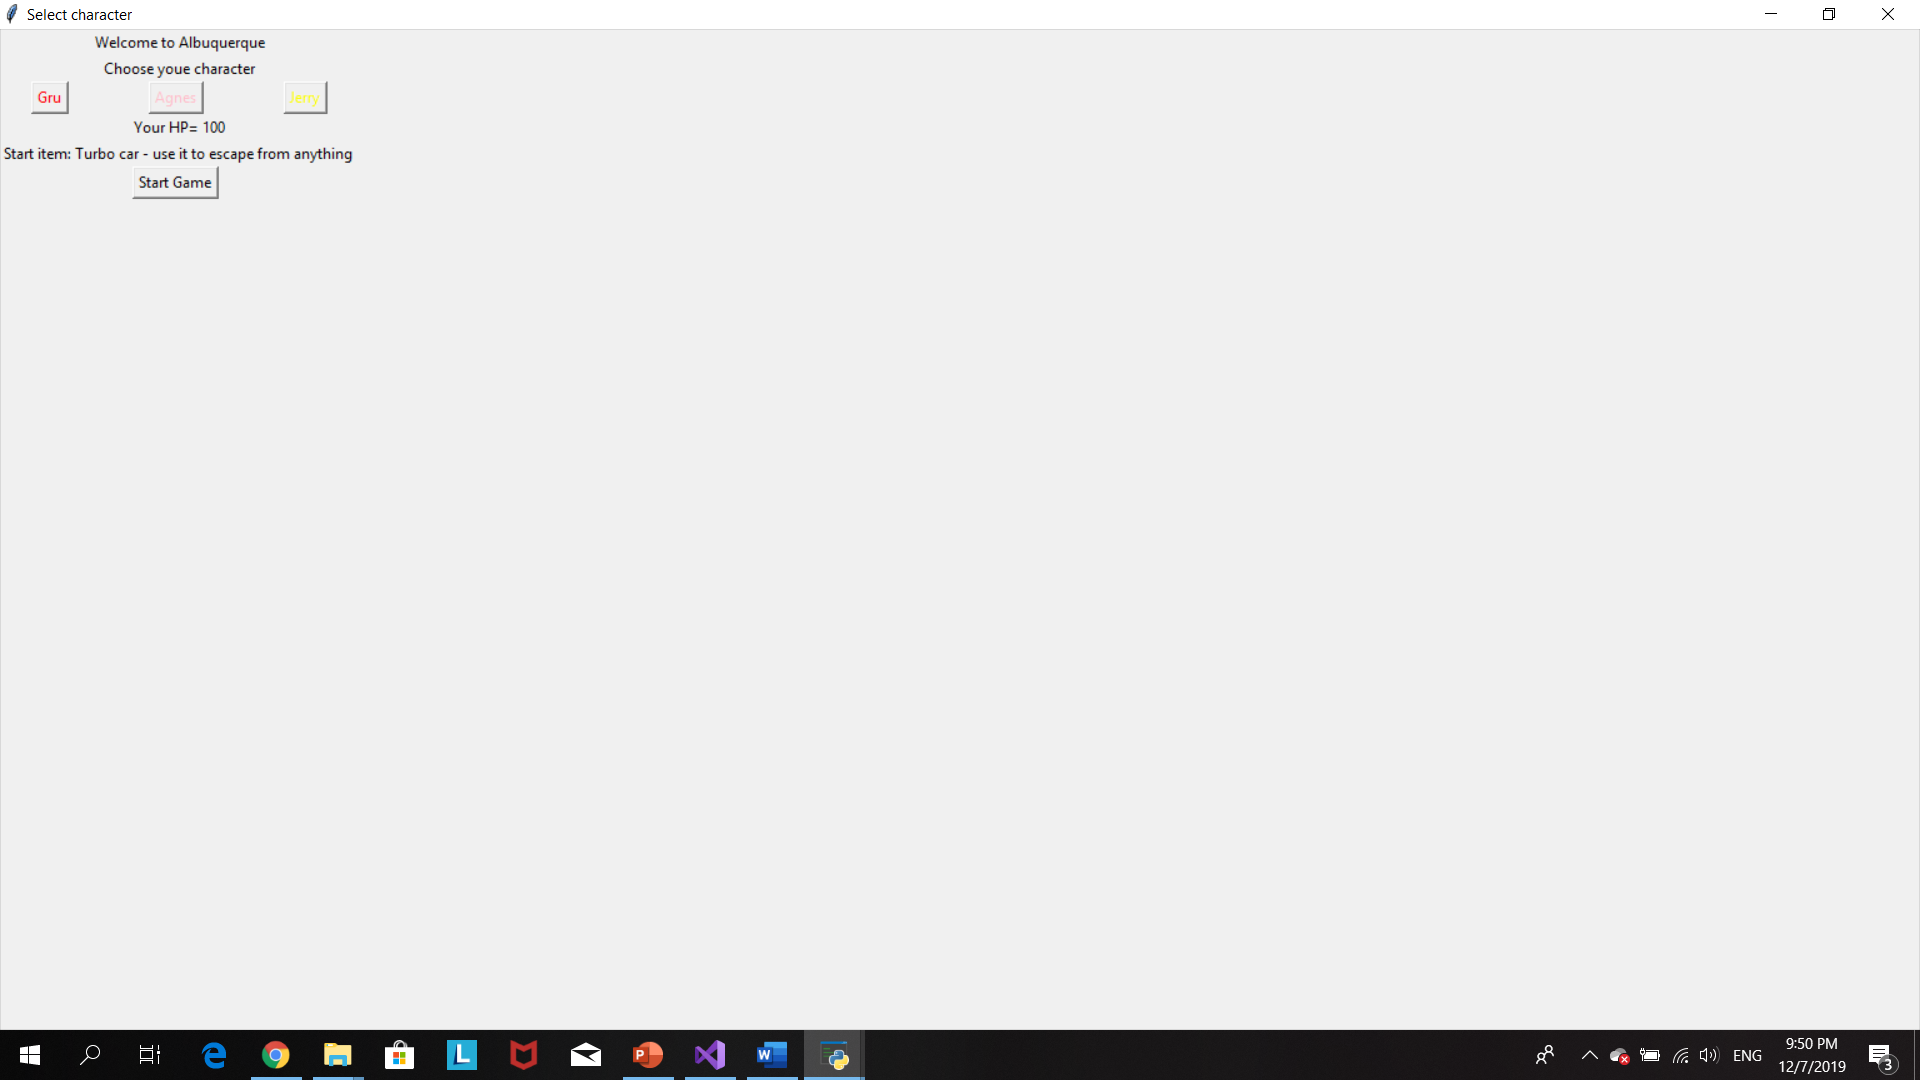 Select character
Welcome to Albuquerque
Choose youe character
Gru Agnes Jerry
Your HP= 100
Start item: Turbo car - use it to escape from anything
Start Game
ENG
9:50 PM
12/7/2019
3